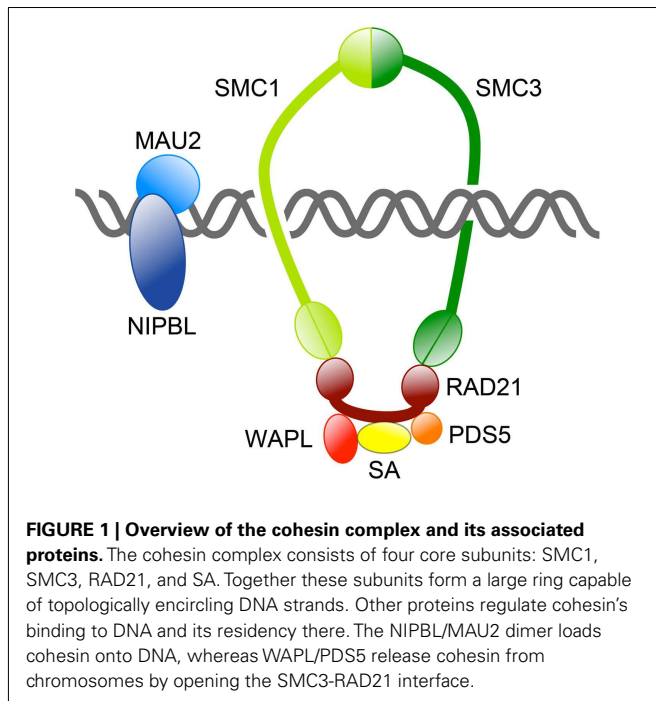 SMC1
SMC3
MAU2
NIPBL
RAD21
WAPL
PDS5
SA
FIGURE 1 | Overview of the cohesin complex and its associated
proteins. The cohesin complex consists of four core subunits: SMC1,
SMC3, RAD21, and SA. Together these subunits form a large ring capable
of topologically encircling DNA strands. Other proteins regulate cohesin's
binding to DNA and its residency there. The NIPBL/MAU2 dimer loads
cohesin onto DNA, whereas WAPL/PDS5 release cohesin from
chromosomes by opening the SMC3-RAD21 interface.